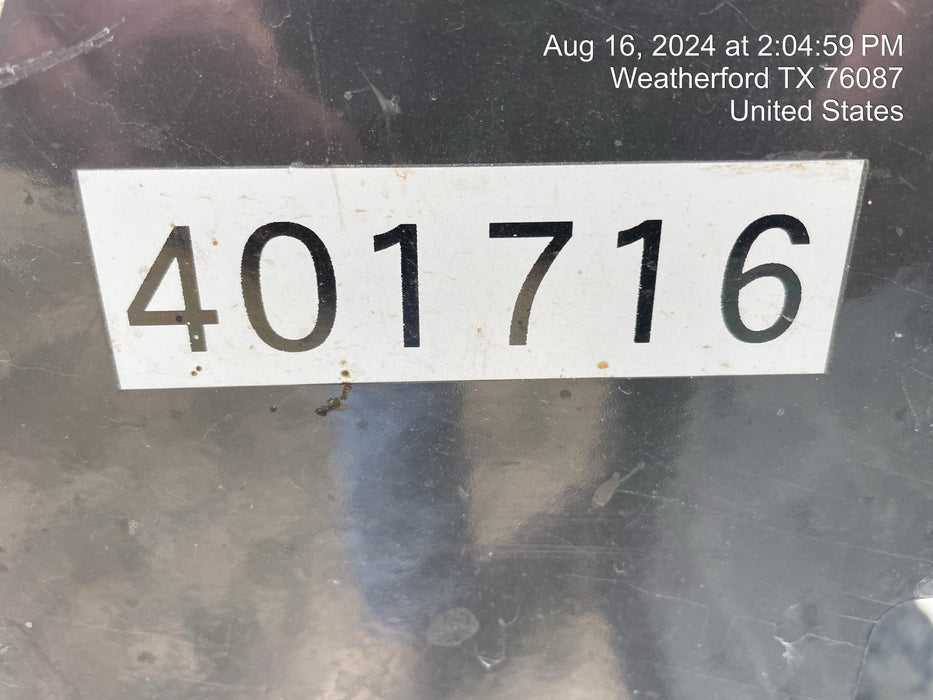 Aug 16, 2024 at 2:04:59 PM
Weatherford TX 76087
United States
401716